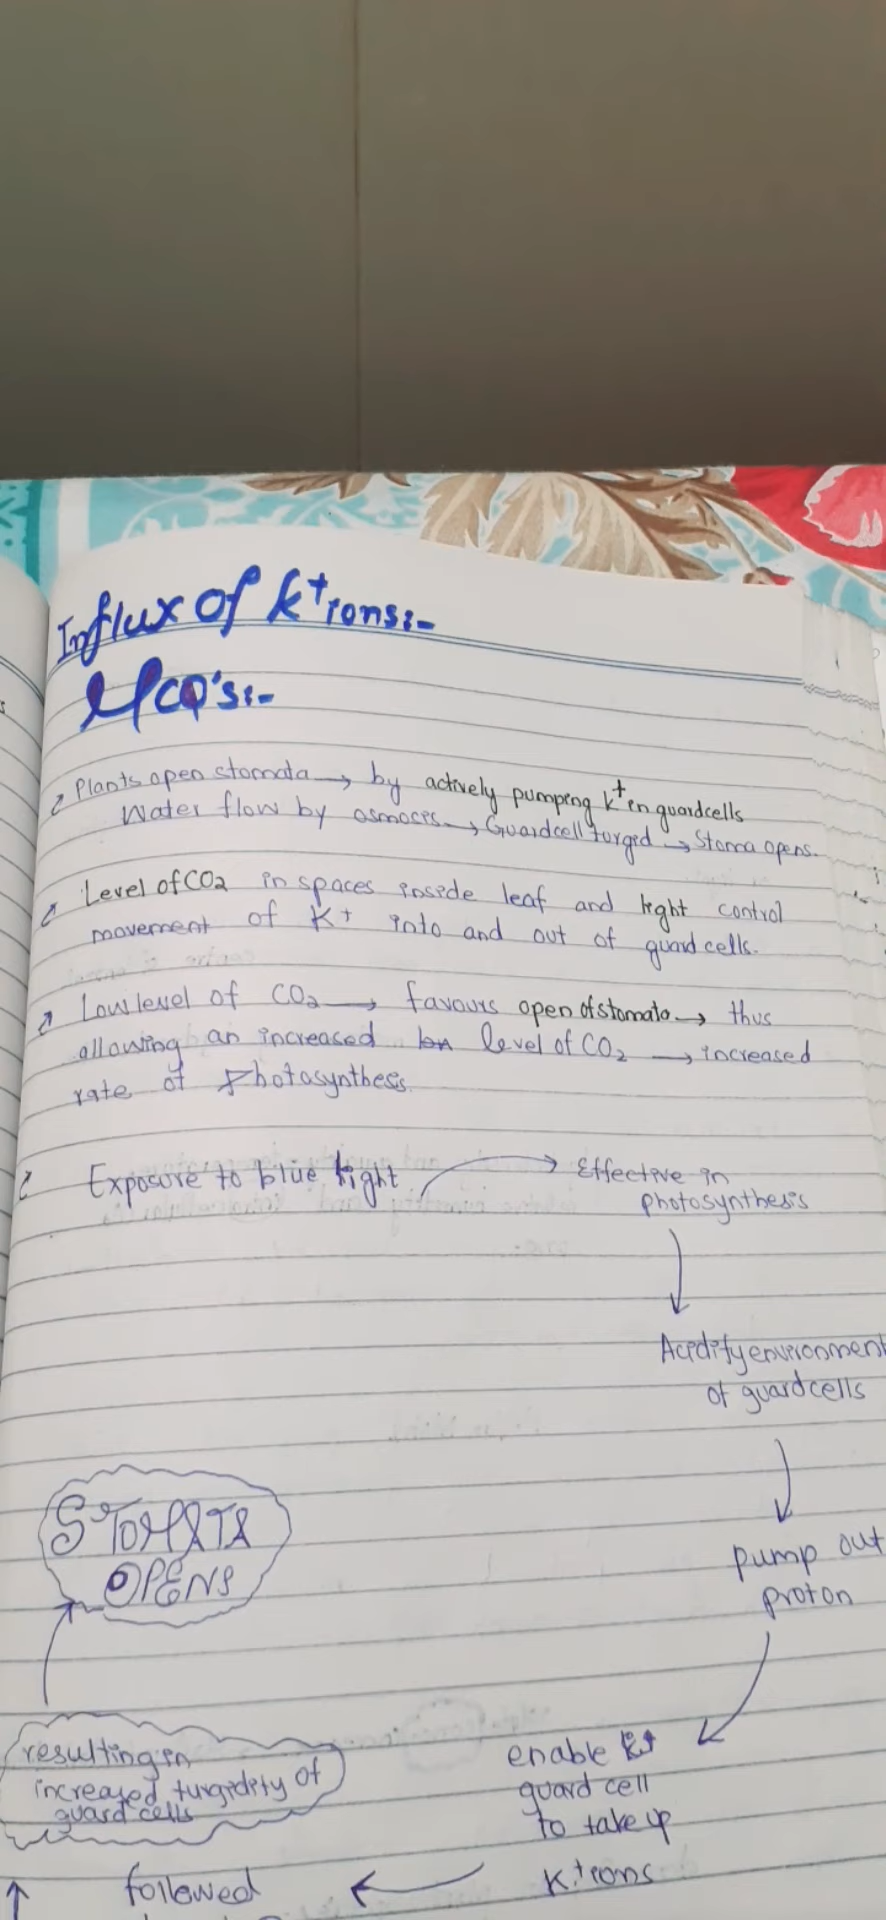 Influx of K+ ions:-
MCQ's:-
Plants open stomata → by actively pumping K+ in guardcells
Water flow by osmoces → Guardcell turged → Stoma opens.
Level of CO2 in spaces inside leaf and light control
movement of K+ into and out of guard cells.
Low level of CO2 → favours open of stomata → thus
allowing an increased level of CO2 → increased
rate of Photosynthesis.
Exposure to blue light → Effective in
photosynthesis
Acidify environment
of guardcells
STOMATA
OPENS
pump out
proton
resulting in
increased turgidity of
guard cells
enable
guard cell
to take up
K+ ions
followed